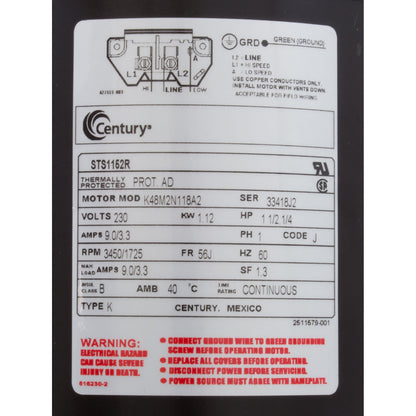 GRD GREEN (GROUND)
L2 - LINE
L1 - HI SPEED
A - LO SPEED
USE COPPER CONDUCTORS ONLY.
INSTALL MOTOR WITH VENTS DOWN.
ACCEPTABLE FOR FIELD WIRING
L1 L2 A
HI LINE LOW
Century®
STS1152R
THERMALLY PROTECTED PROT. AD
MOTOR MOD K48M2N118A2 SER 33418J2
VOLTS 230 KW 1.12 HP 1 1/2,1/4
AMPS 9.0/3.3 PH 1 CODE J
RPM 3450/1725 FR 56J HZ 60
MAX LOAD AMPS 9.0/3.3 SF 1.3
INSUL CLASS B AMB 40 °C TIME RATING CONTINUOUS
TYPE K CENTURY, MEXICO
2511579-001
WARNING:
ELECTRICAL HAZARD
CAN CAUSE SEVERE
INJURY OR DEATH.
616230-2
• CONNECT GROUND WIRE TO GREEN GROUNDING
SCREW BEFORE OPERATING MOTOR.
• REPLACE ALL COVERS BEFORE OPERATING.
• DISCONNECT POWER BEFORE SERVICING.
• POWER SOURCE MUST AGREE WITH NAMEPLATE.